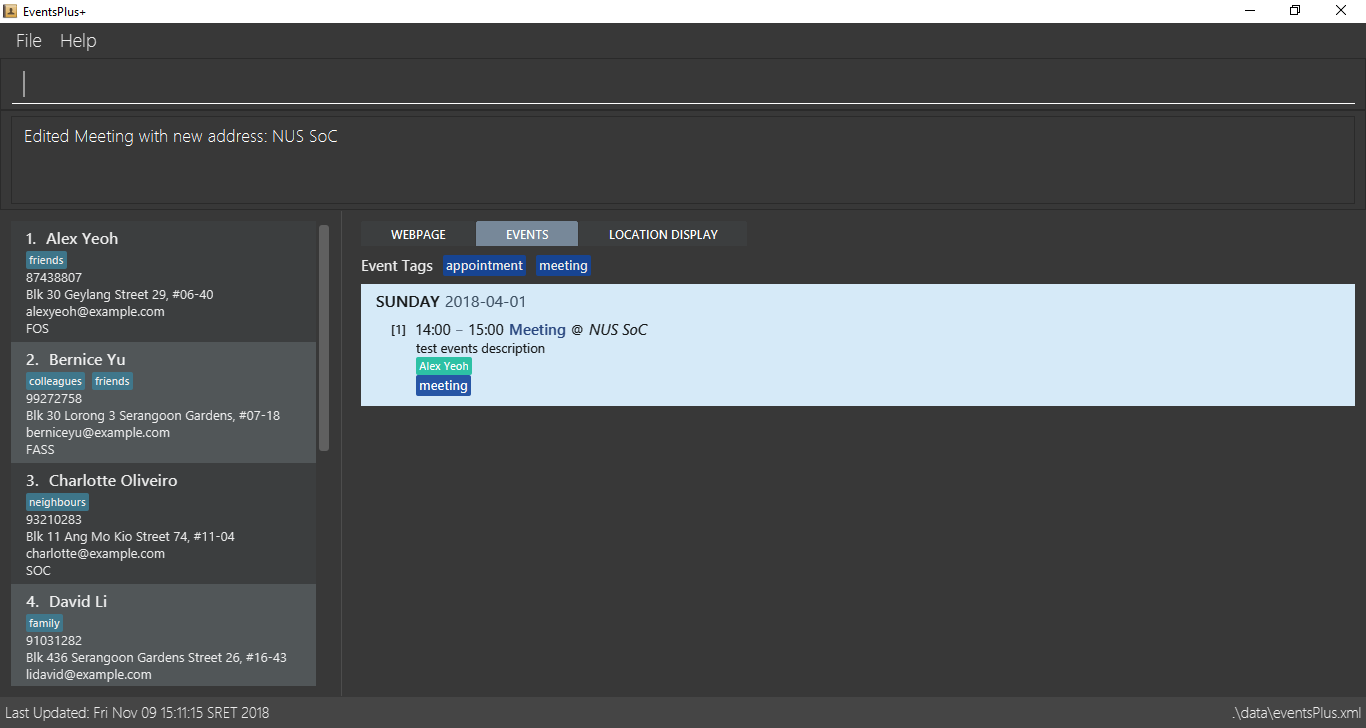 EventsPlus+
File Help
Edited Meeting with new address: NUS SoC
1. Alex Yeoh
friends
87438807
Blk 30 Geylang Street 29, #06-40
alexyeoh@example.com
FOS
2. Bernice Yu
colleagues friends
99272758
Blk 30 Lorong 3 Serangoon Gardens, #07-18
berniceyu@example.com
FASS
3. Charlotte Oliveiro
neighbours
93210283
Blk 11 Ang Mo Kio Street 74, #11-04
charlotte@example.com
SOC
4. David Li
family
91031282
Blk 436 Serangoon Gardens Street 26, #16-43
lidavid@example.com
WEBPAGE EVENTS LOCATION DISPLAY
Event Tags appointment meeting
SUNDAY 2018-04-01
[1] 14:00 – 15:00 Meeting @ NUS SoC
test events description
Alex Yeoh
meeting
Last Updated: Fri Nov 09 15:11:15 SRET 2018
.\data\eventsPlus.xml